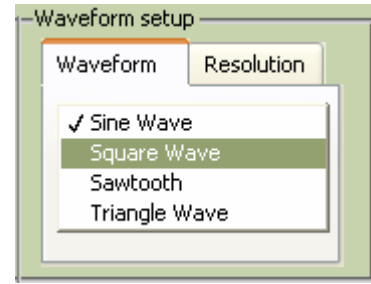 Waveform setup
Waveform Resolution
✓ Sine Wave
Square Wave
Sawtooth
Triangle Wave